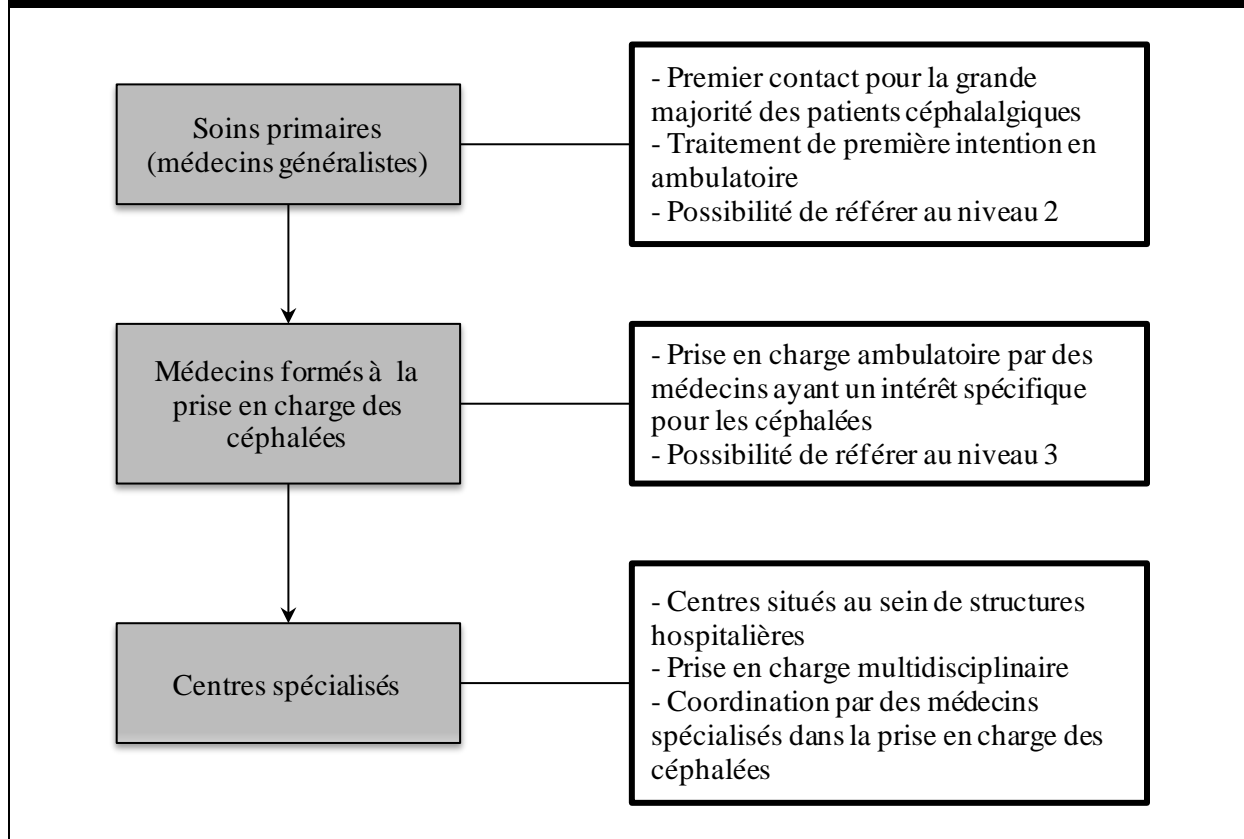 Soins primaires
(médecins généralistes)
- Premier contact pour la grande
majorité des patients céphalalgiques
- Traitement de première intention en
ambulatoire
- Possibilité de référer au niveau 2
Médecins formés à la
prise en charge des
céphalées
- Prise en charge ambulatoire par des
médecins ayant un intérêt spécifique
pour les céphalées
- Possibilité de référer au niveau 3
Centres spécialisés
- Centres situés au sein de structures
hospitalières
- Prise en charge multidisciplinaire
- Coordination par des médecins
spécialisés dans la prise en charge des
céphalées